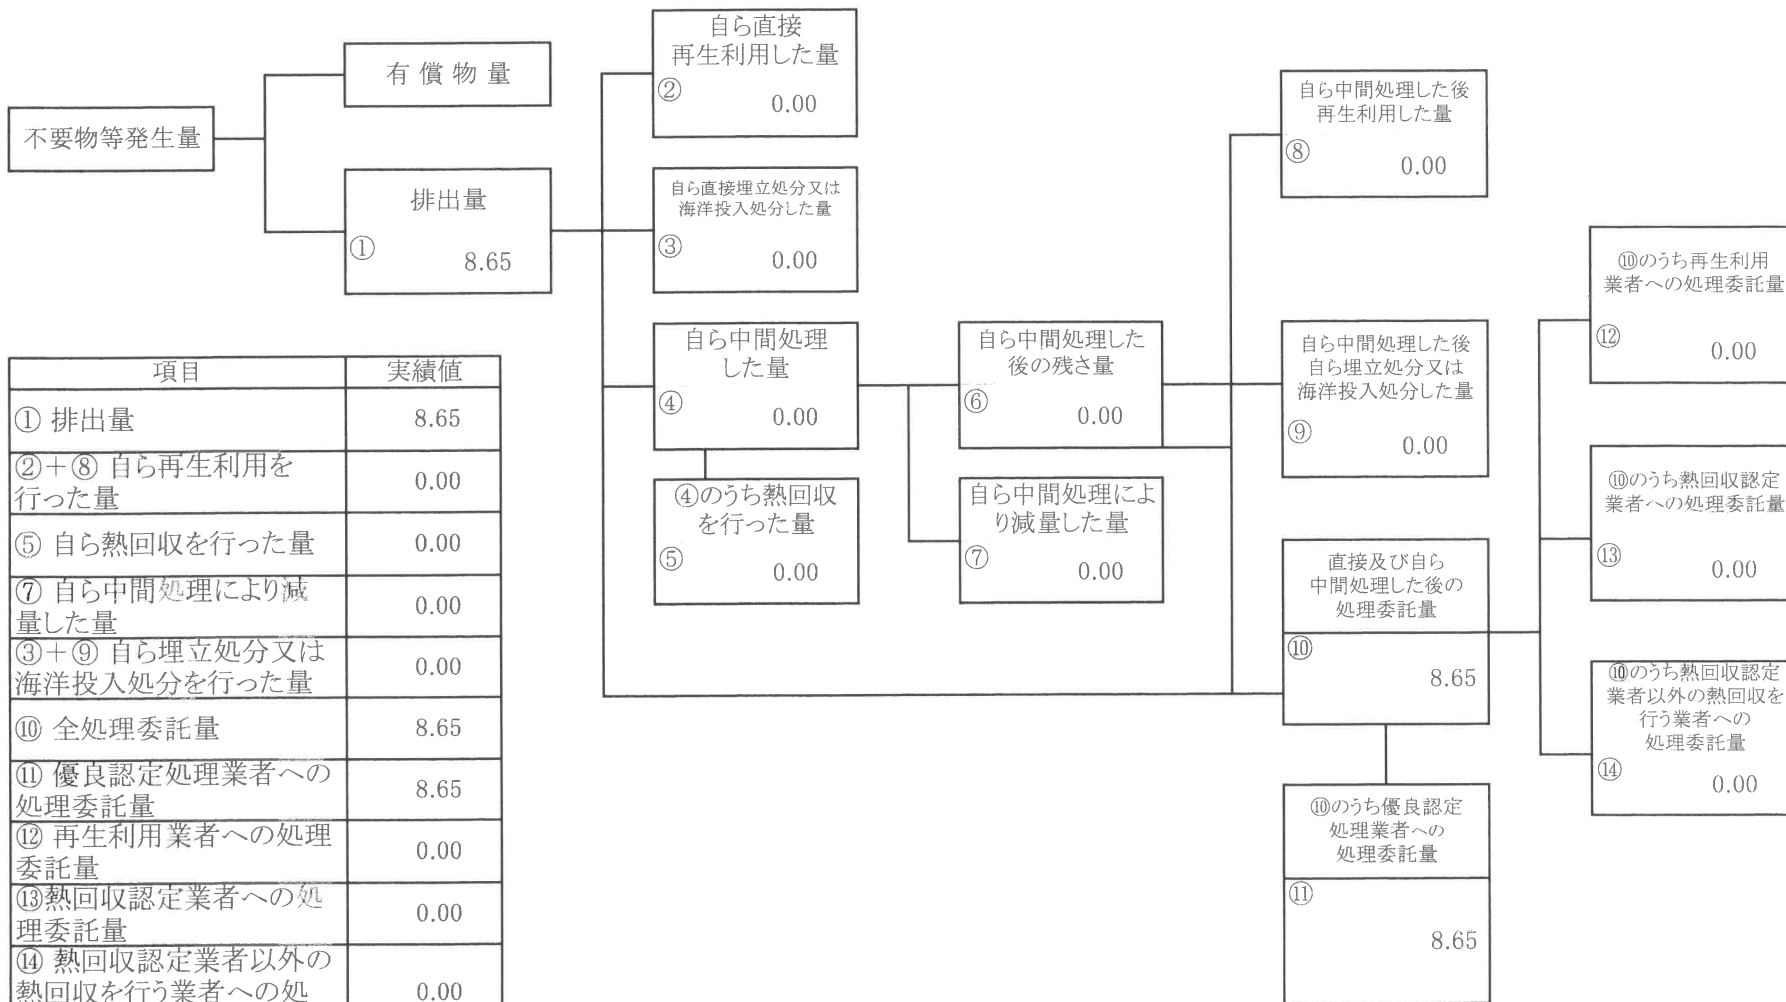 不要物等発生量
有償物量
排出量
①
8.65
自ら直接
再生利用した量
②
0.00
自ら直接埋立処分又は
海洋投入処分した量
③
0.00
自ら中間処理
した量
④
0.00
④のうち熱回収
を行った量
⑤
0.00
自ら中間処理した
後の残さ量
⑥
0.00
自ら中間処理によ
り減量した量
⑦
0.00
自ら中間処理した後
再生利用した量
⑧
0.00
自ら中間処理した後
自ら埋立処分又は
海洋投入処分した量
⑨
0.00
直接及び自ら
中間処理した後の
処理委託量
⑩
8.65
⑩のうち優良認定
処理業者への
処理委託量
⑪
8.65
⑩のうち再生利用
業者への処理委託量
⑫
0.00
⑩のうち熱回収認定
業者への処理委託量
⑬
0.00
⑩のうち熱回収認定
業者以外の熱回収を
行う業者への
処理委託量
⑭
0.00
項目 実績値
① 排出量 8.65
②+⑧ 自ら再生利用を
行った量 0.00
⑤ 自ら熱回収を行った量 0.00
⑦ 自ら中間処理により減
量した量 0.00
③+⑨ 自ら埋立処分又は
海洋投入処分を行った量 0.00
⑩ 全処理委託量 8.65
⑪ 優良認定処理業者への
処理委託量 8.65
⑫ 再生利用業者への処理
委託量 0.00
⑬熱回収認定業者への処
理委託量 0.00
⑭ 熱回収認定業者以外の
熱回収を行う業者への処 0.00